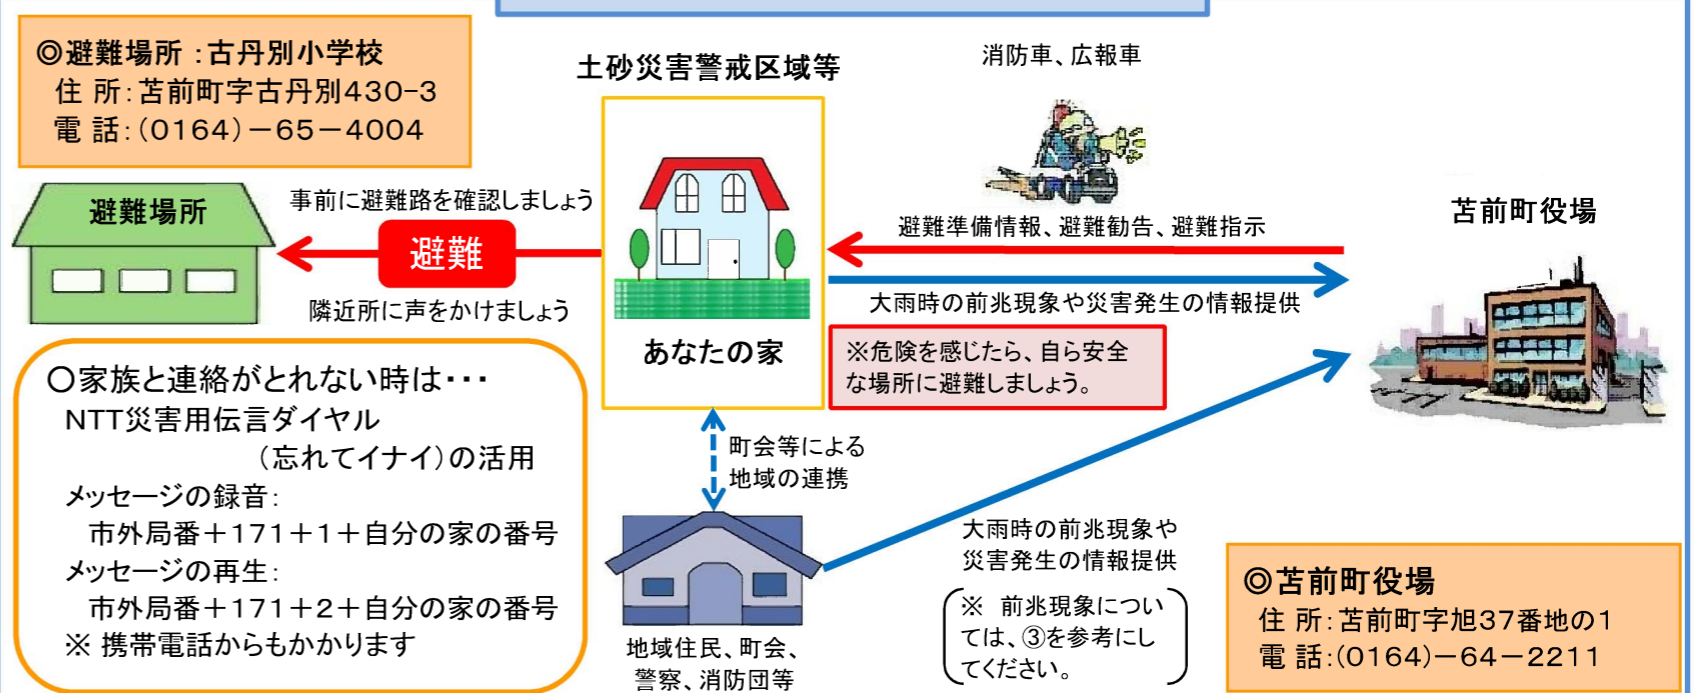 ◎避難場所：古丹別小学校
住 所：苫前町字古丹別430-3
電 話：(0164)－65－4004
土砂災害警戒区域等
消防車、広報車
避難場所
事前に避難路を確認しましょう
避難
隣近所に声をかけましょう
避難準備情報、避難勧告、避難指示
苫前町役場
大雨時の前兆現象や災害発生の情報提供
あなたの家
※危険を感じたら、自ら安全
な場所に避難しましょう。
〇家族と連絡がとれない時は・・・
NTT災害用伝言ダイヤル
（忘れてイナイ）の活用
メッセージの録音：
市外局番＋171＋1＋自分の家の番号
メッセージの再生：
市外局番＋171＋2＋自分の家の番号
※ 携帯電話からもかかります
町会等による
地域の連携
地域住民、町会、
警察、消防団等
大雨時の前兆現象や
災害発生の情報提供
※ 前兆現象につい
ては、③を参考にし
てください。
◎苫前町役場
住 所：苫前町字旭37番地の1
電 話：(0164)－64－2211